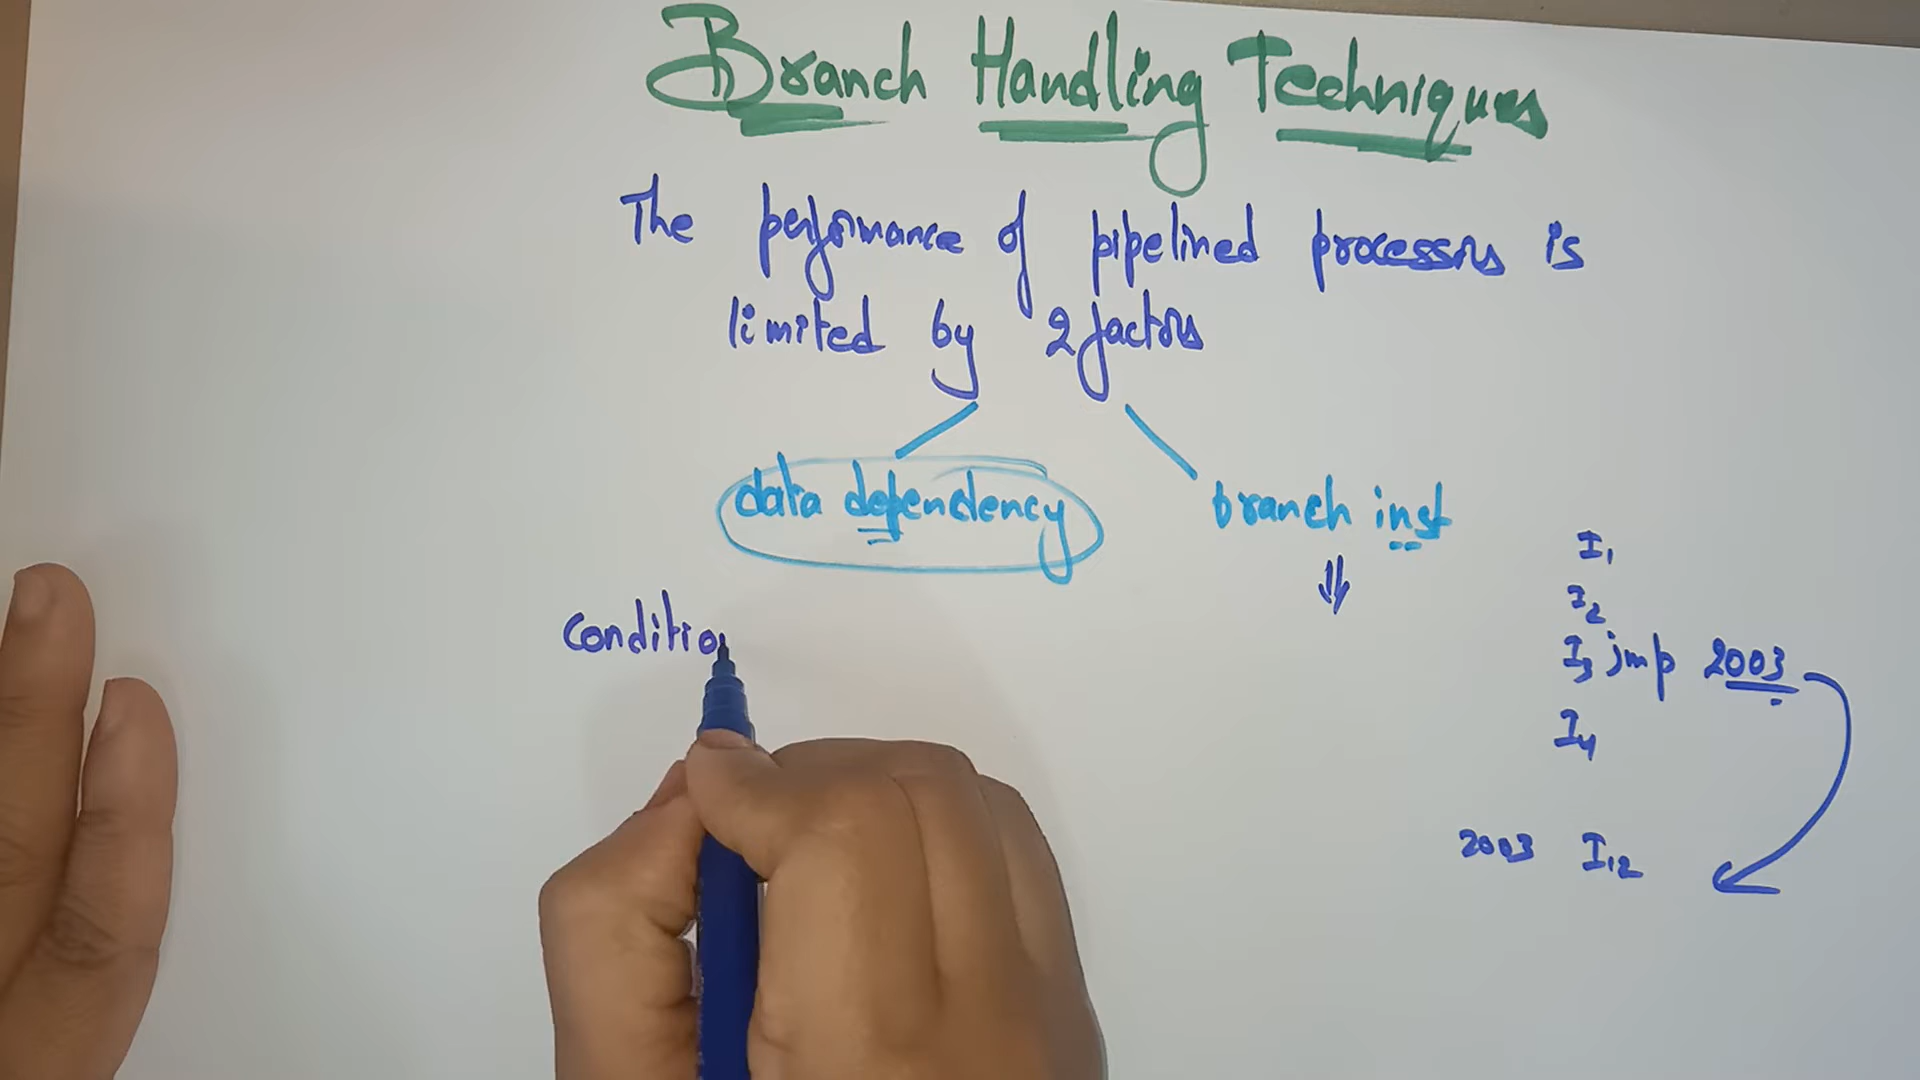 Branch Handling Techniques
The performance of pipelined processors is
limited by 2 factors
data dependency
branch inst
I1
I2
I3 jmp 2003
I4
2003 I12
conditio